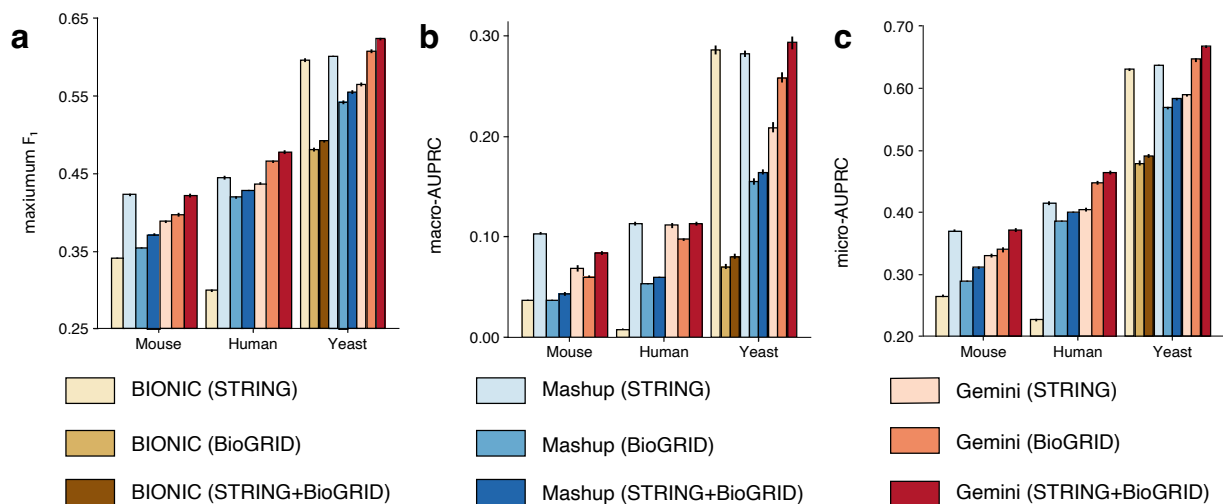 a
maximum F1
0.65
0.55
0.45
0.35
0.25
Mouse Human Yeast
b
macro-AUPRC
0.30
0.20
0.10
0.00
Mouse Human Yeast
c
micro-AUPRC
0.70
0.60
0.50
0.40
0.30
0.20
Mouse Human Yeast
BIONIC (STRING)
BIONIC (BioGRID)
BIONIC (STRING+BioGRID)
Mashup (STRING)
Mashup (BioGRID)
Mashup (STRING+BioGRID)
Gemini (STRING)
Gemini (BioGRID)
Gemini (STRING+BioGRID)